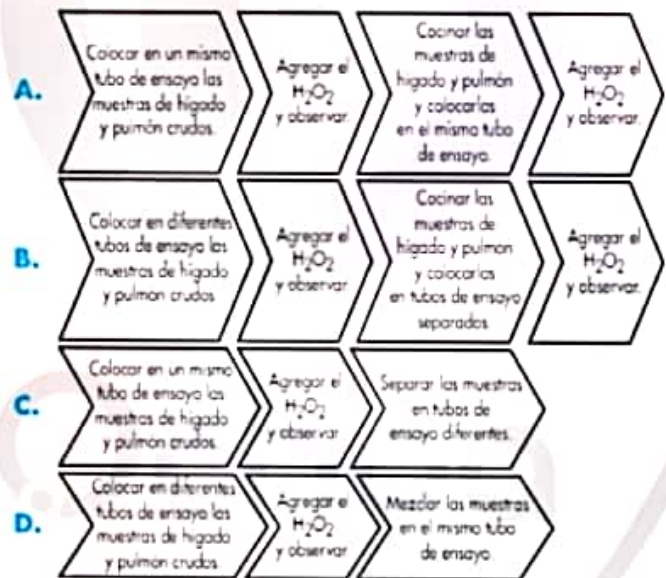 A.
Colocar en un mismo
tubo de ensayo las
muestras de hígado
y pulmón crudos.
Agregar el
H₂O₂
y observar.
Cocinar las
muestras de
hígado y pulmón
y colocarlas
en el mismo tubo
de ensayo.
Agregar el
H₂O₂
y observar.
B.
Colocar en diferentes
tubos de ensayo las
muestras de hígado
y pulmón crudos
Agregar el
H₂O₂
y observar.
Cocinar las
muestras de
hígado y pulmon
y colocarlas
en tubos de ensayo
separados.
Agregar el
H₂O₂
y observar.
C.
Colocar en un mismo
tubo de ensayo las
muestras de hígado
y pulmón crudos.
Agregar el
H₂O₂
y observar
Separar las muestras
en tubos de
ensayo diferentes.
D.
Colocar en diferentes
tubos de ensayo las
muestras de hígado
y pulmón crudos.
Agregar el
H₂O₂
y observar
Mezclar las muestras
en el mismo tubo
de ensayo.